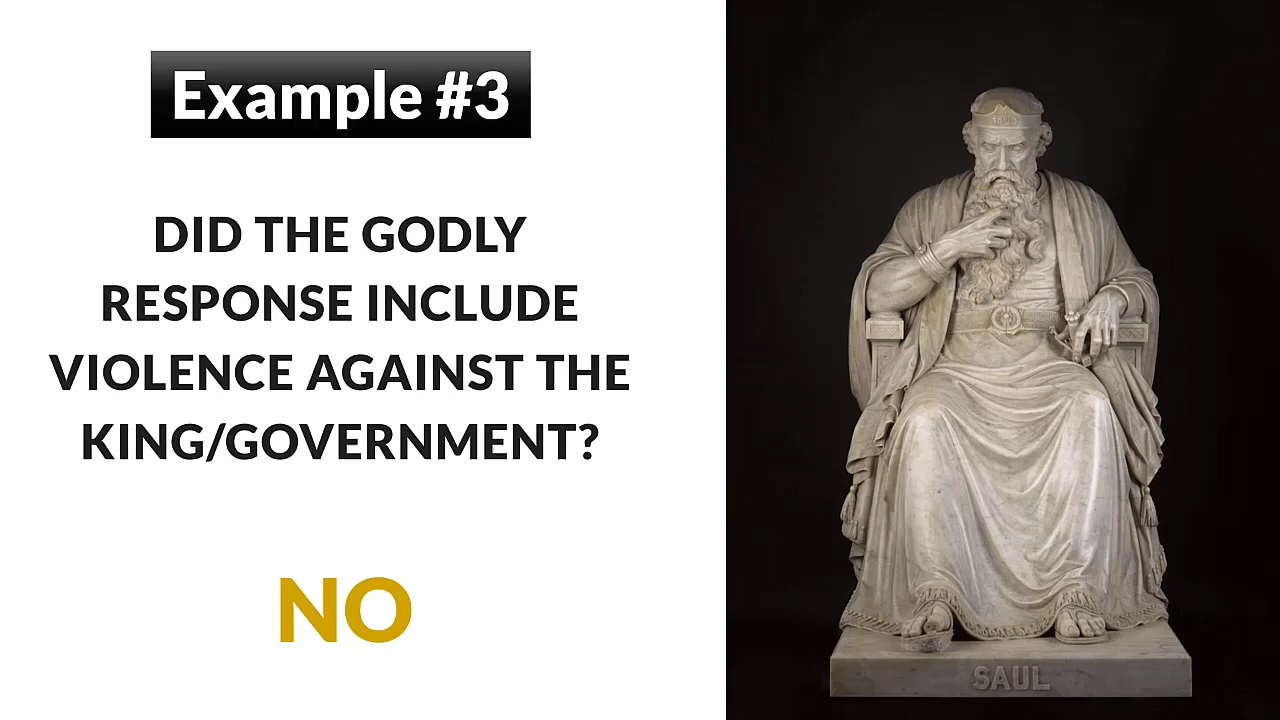 Example #3
DID THE GODLY
RESPONSE INCLUDE
VIOLENCE AGAINST THE
KING/GOVERNMENT?
NO
SAUL